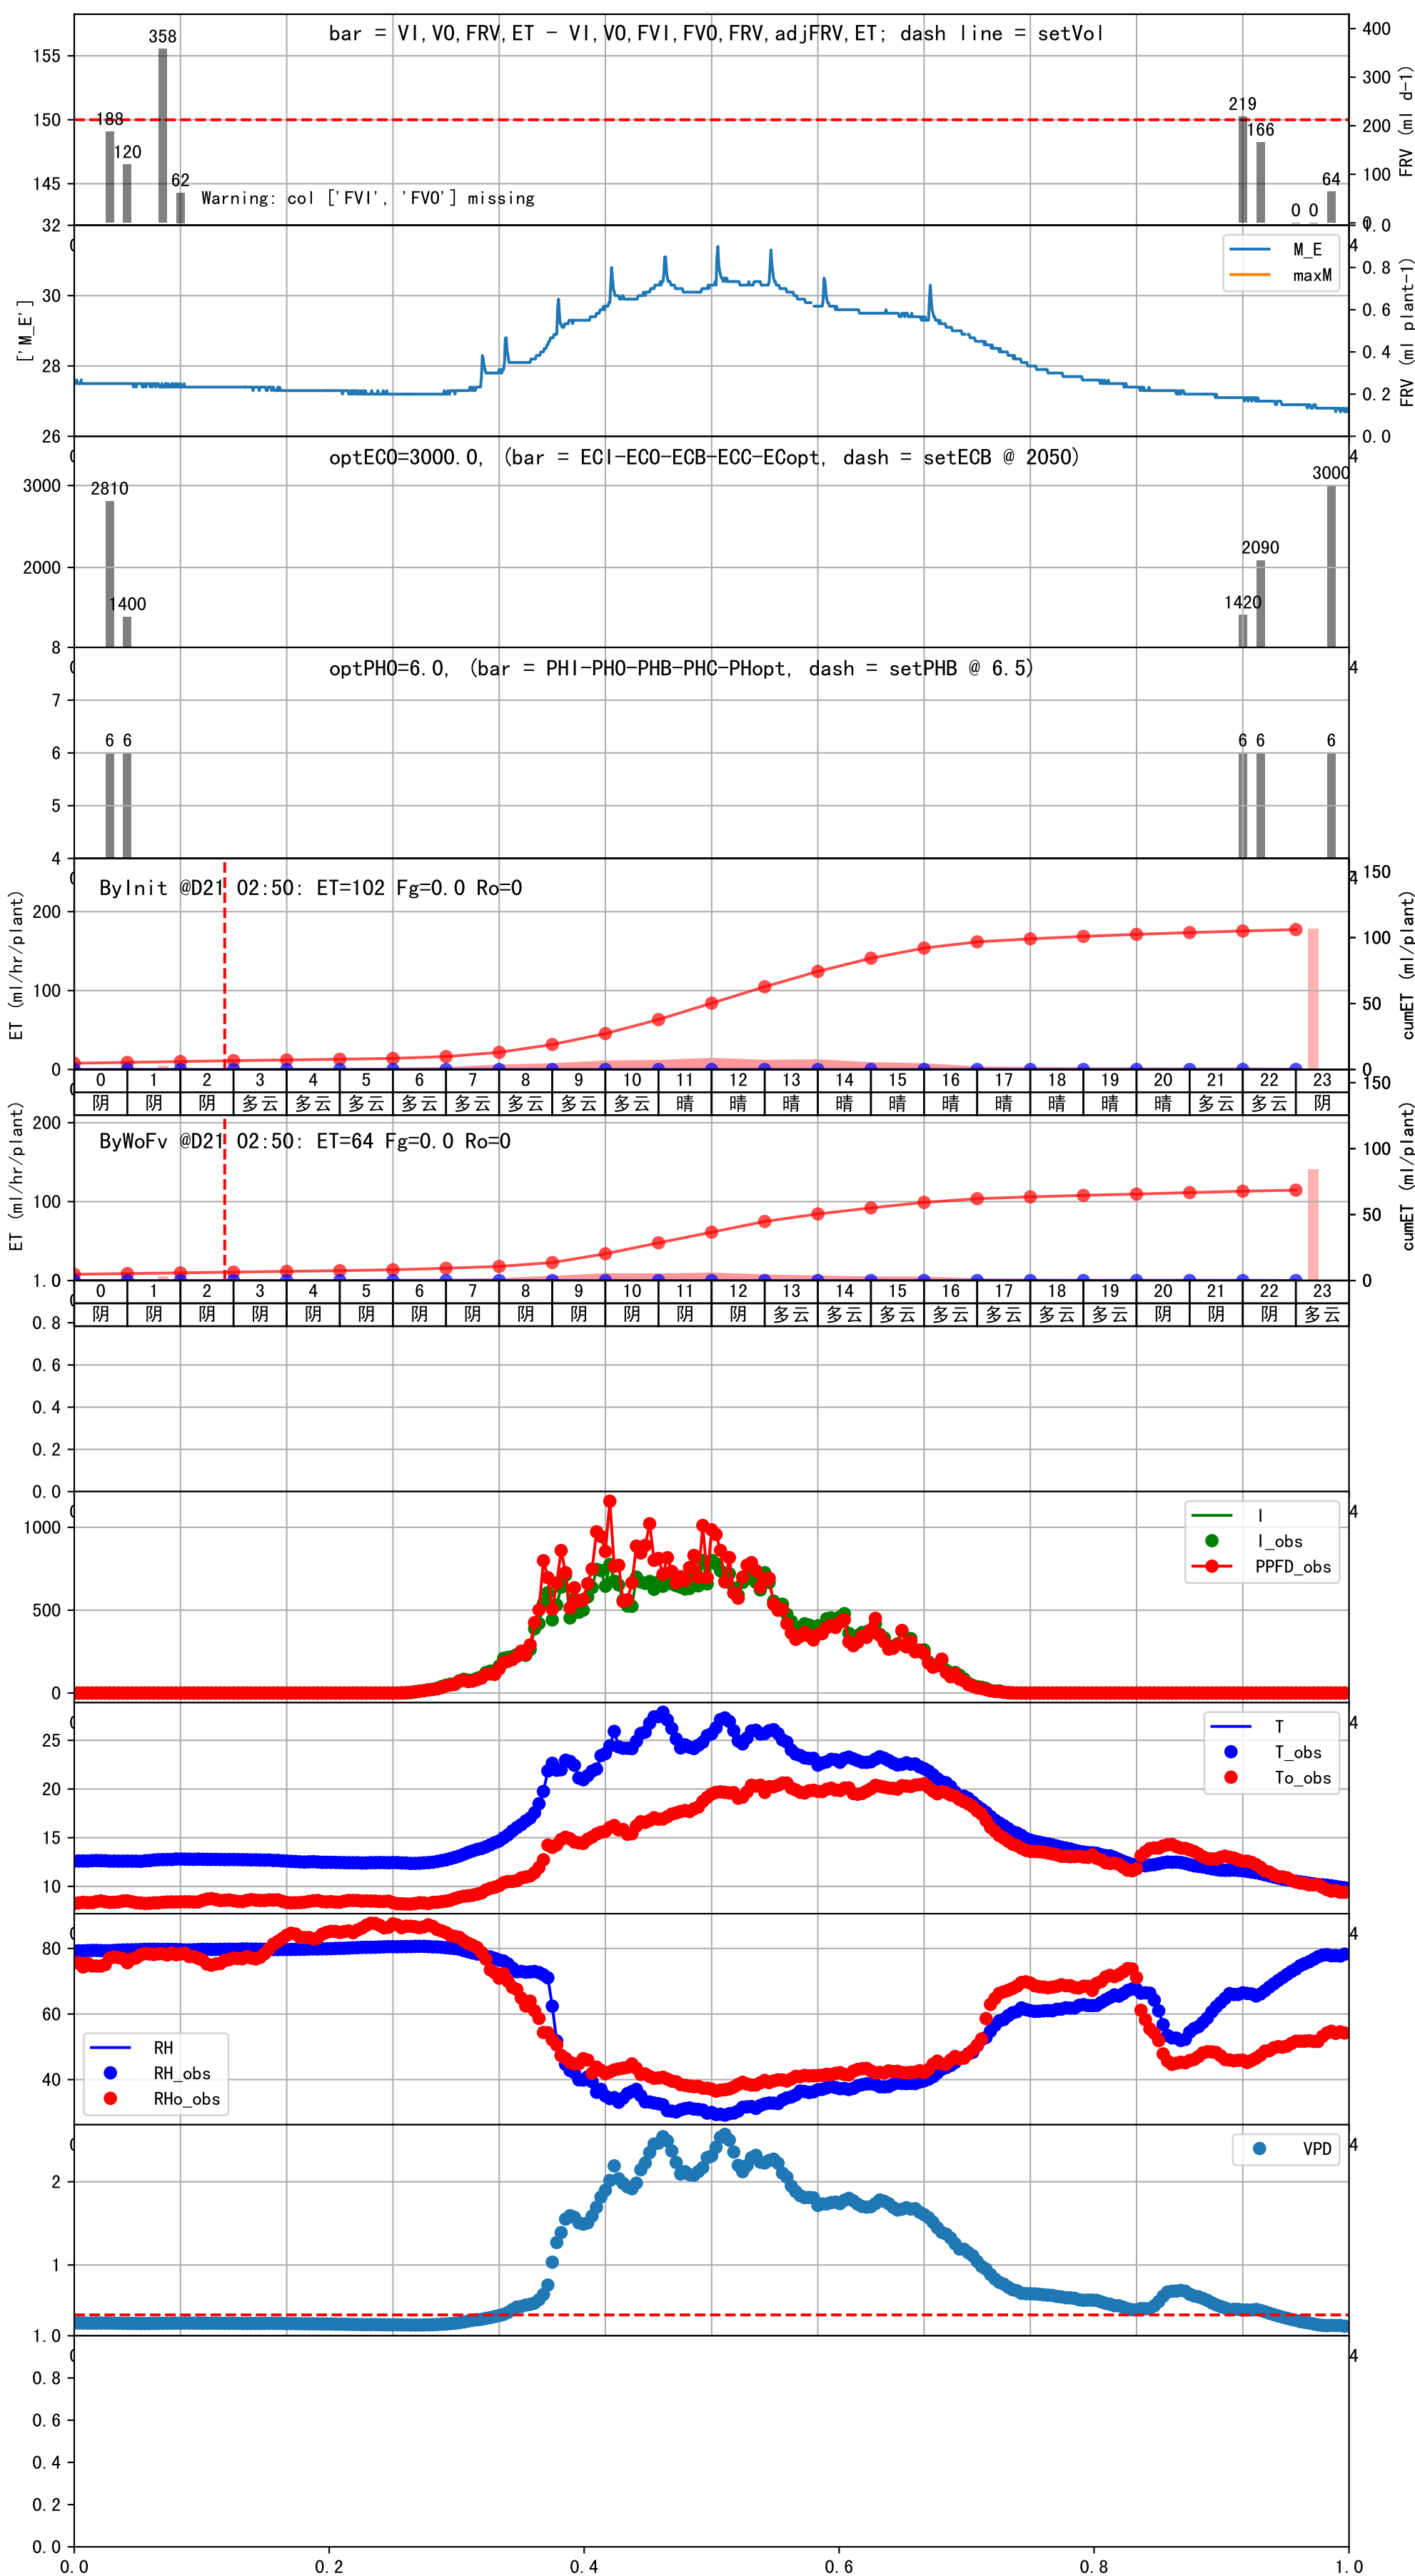 bar = VI,VO,FRV,ET - VI,VO,FVI,FVO,FRV,adjFRV,ET; dash line = setVol
155
150
145
32
188
120
358
62
219
166
0
0
64
Warning: col ['FVI', 'FVO'] missing
400
300
200
100
0
FRV (ml d-1)
['M_E']
30
28
26
M_E
maxM
1.0
0.8
0.6
0.4
0.2
0.0
FRV (ml plant-1)
optECO=3000.0, (bar = ECI-ECO-ECB-ECC-ECopt, dash = setECB @ 2050)
3000
2000
8
2810
1400
1420
2090
3000
optPHO=6.0, (bar = PHI-PHO-PHB-PHC-PHopt, dash = setPHB @ 6.5)
7
6
5
4
6
6
6
6
6
ByInit @D21 02:50: ET=102 Fg=0.0 Ro=0
ET (ml/hr/plant)
200
100
0
150
100
50
0
cumET (ml/plant)
0 1 2 3 4 5 6 7 8 9 10 11 12 13 14 15 16 17 18 19 20 21 22 23
阴 阴 阴 多云 多云 多云 多云 多云 多云 多云 多云 晴 晴 晴 晴 晴 晴 晴 晴 晴 晴 多云 多云 阴
ByWoFv @D21 02:50: ET=64 Fg=0.0 Ro=0
ET (ml/hr/plant)
200
100
1.0
150
100
50
0
cumET (ml/plant)
0 1 2 3 4 5 6 7 8 9 10 11 12 13 14 15 16 17 18 19 20 21 22 23
阴 阴 阴 阴 阴 阴 阴 阴 阴 阴 阴 阴 阴 多云 多云 多云 多云 多云 多云 多云 阴 阴 阴 多云
0.8
0.6
0.4
0.2
0.0
1000
500
0
I
I_obs
PPFD_obs
25
20
15
10
T
T_obs
To_obs
80
60
40
RH
RH_obs
RHo_obs
2
1
VPD
1.0
0.8
0.6
0.4
0.2
0.0
0.0 0.2 0.4 0.6 0.8 1.0